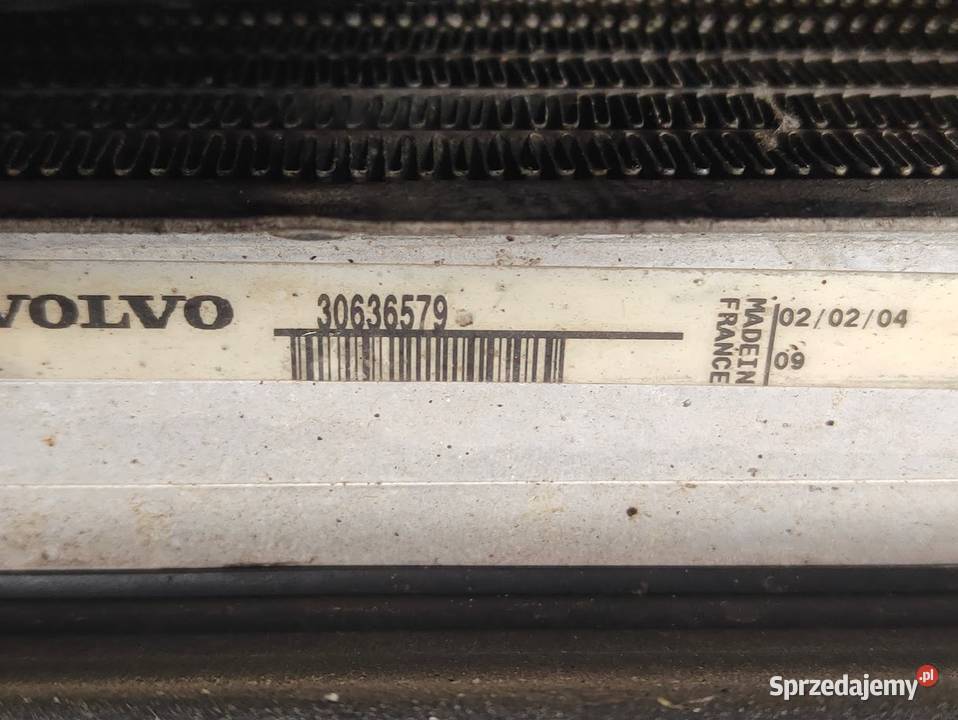 VOLVO
30636579
MADE IN
FRANCE
02/02/04
09
Sprzedajemy.pl